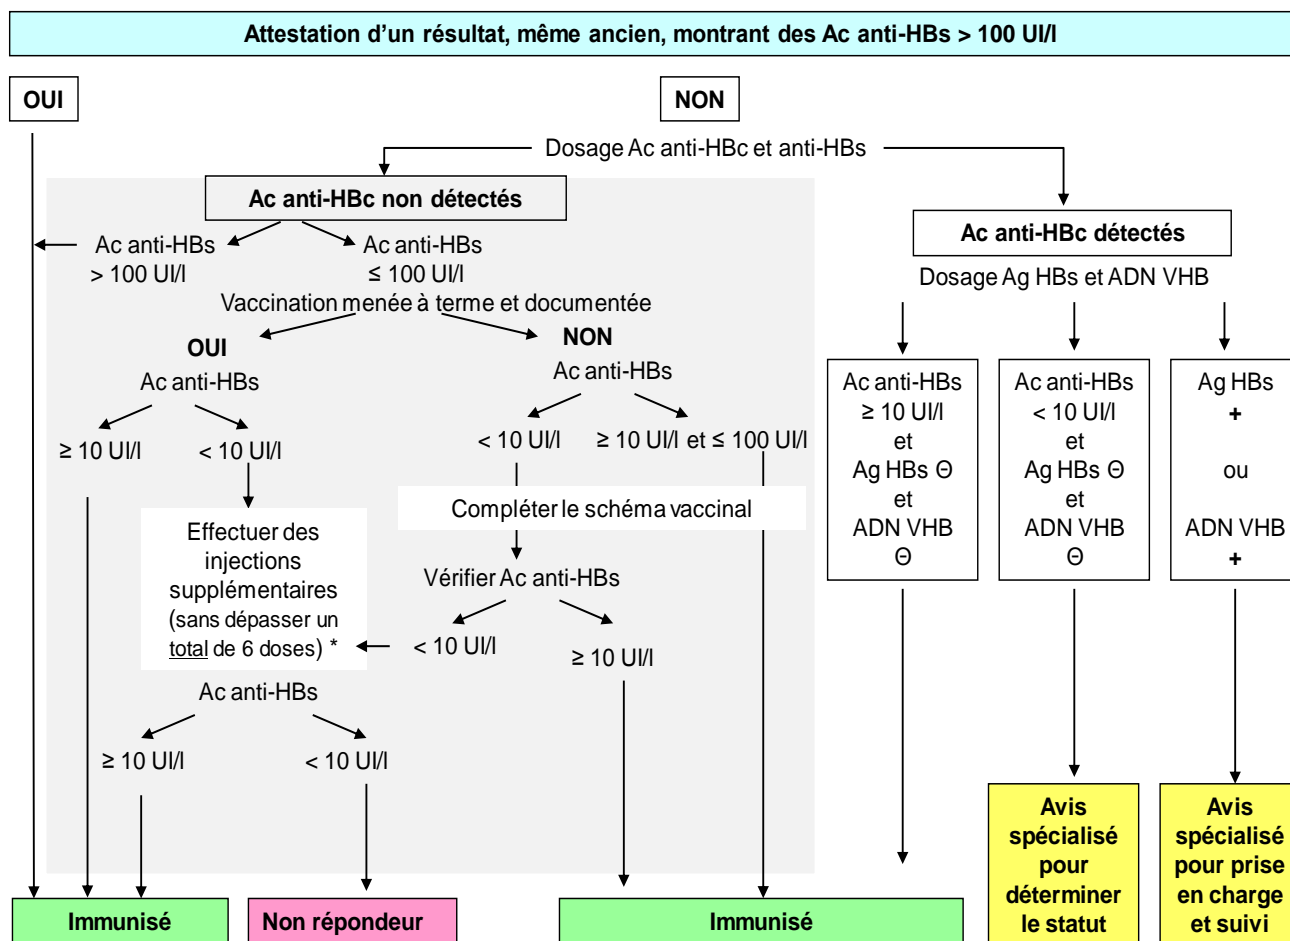 Attestation d’un résultat, même ancien, montrant des Ac anti-HBs > 100 UI/l
OUI
NON
Dosage Ac anti-HBc et anti-HBs
Ac anti-HBc non détectés
Ac anti-HBs
> 100 UI/l
Ac anti-HBs
≤ 100 UI/l
Vaccination menée à terme et documentée
OUI
Ac anti-HBs
≥ 10 UI/l
< 10 UI/l
NON
Ac anti-HBs
< 10 UI/l
≥ 10 UI/l et ≤ 100 UI/l
Effectuer des
injections
supplémentaires
(sans dépasser un
total de 6 doses) *
Compléter le schéma vaccinal
Vérifier Ac anti-HBs
< 10 UI/l
≥ 10 UI/l
Ac anti-HBs
≥ 10 UI/l
< 10 UI/l
Ac anti-HBc détectés
Dosage Ag HBs et ADN VHB
Ac anti-HBs
≥ 10 UI/l
et
Ag HBs Θ
et
ADN VHB
Θ
Ac anti-HBs
< 10 UI/l
et
Ag HBs Θ
et
ADN VHB
Θ
Ag HBs
+
ou
ADN VHB
+
Immunisé
Non répondeur
Immunisé
Avis
spécialisé
pour
déterminer
le statut
Avis
spécialisé
pour prise
en charge
et suivi